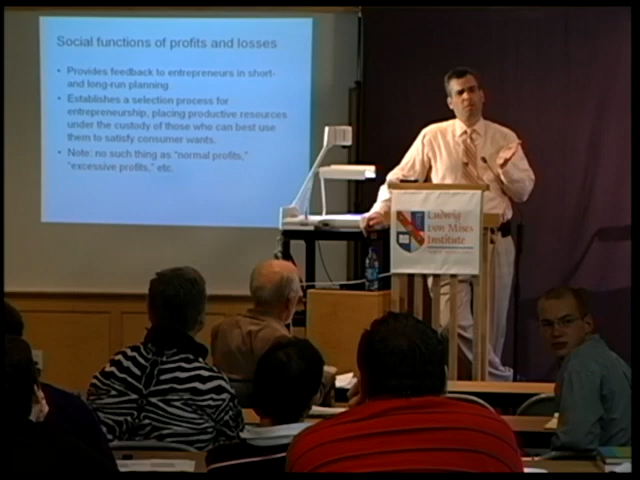 Social functions of profits and losses
• Provides feedback to entrepreneurs in short-
and long-run planning
• Establishes a selection process for
entrepreneurship, placing productive resources
under the custody of those who can best use
them to satisfy consumer wants.
• Note: no such thing as "normal profits,"
"excessive profits," etc.
Ludwig
von Mises
Institute